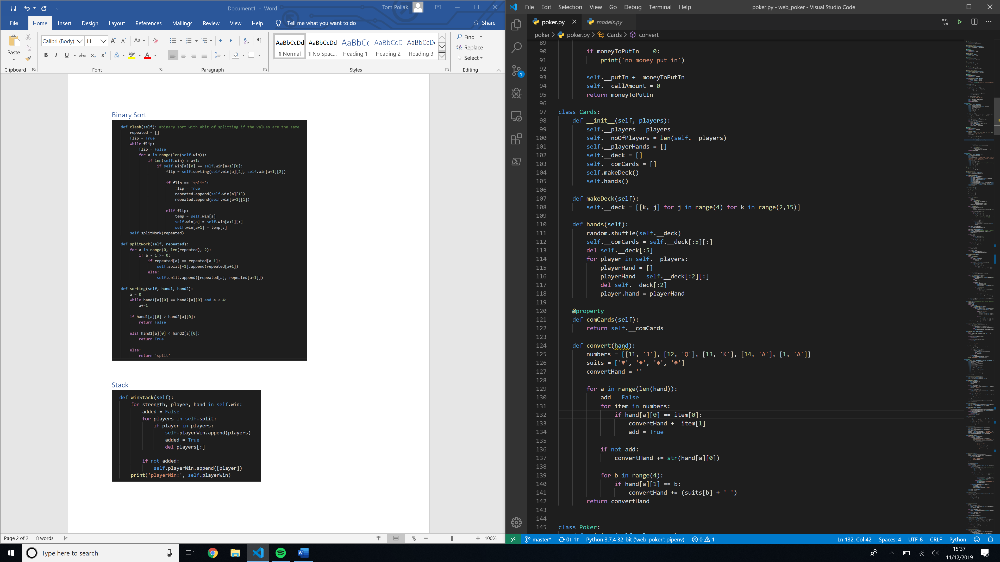 Document1 - Word
Tom Pollak
File Home Insert Design Layout References Mailings Review View Help Tell me what you want to do Share
Paste
Calibri (Body) 11
AaBbCcDd AaBbCcDd AaBbCc AaBbCcD AaBbCcD
¶ Normal ¶ No Spac... Heading 1 Heading 2 Heading 3
Find
Replace
Select
Clipboard Font Paragraph Styles Editing
Binary Sort
def clash(self): #binary sort with abit of splitting if the values are the same
repeated = []
flip = True
while flip:
flip = False
for a in range(len(self.win)):
if len(self.win) > a+1:
if self.win[a][0] == self.win[a+1][0]:
flip = self.sorting(self.win[a][2], self.win[a+1][2])
if flip == 'split':
flip = True
repeated.append(self.win[a][1])
repeated.append(self.win[a+1][1])
elif flip:
temp = self.win[a]
self.win[a] = self.win[a+1][:]
self.win[a+1] = temp[:]
self.splitWork(repeated)
def splitWork(self, repeated):
for a in range(0, len(repeated), 2):
if a - 1 >= 0:
if repeated[a] == repeated[a-1]:
self.split[-1].append(repeated[a+1])
else:
self.split.append([repeated[a], repeated[a+1]])
def sorting(self, hand1, hand2):
a = 0
while hand1[a][0] == hand2[a][0] and a < 4:
a+=1
if hand1[a][0] > hand2[a][0]:
return False
elif hand1[a][0] < hand2[a][0]:
return True
else:
return 'split'
Stack
def winStack(self):
for strength, player, hand in self.win:
added = False
for players in self.split:
if player in players:
self.playerWin.append(players)
added = True
del players[:]
if not added:
self.playerWin.append([player])
print('playerWin:', self.playerWin)
Page 2 of 2 8 words 100%
File Edit Selection View Go Debug Terminal Help poker.py - web_poker - Visual Studio Code
poker.py models.py
poker > poker.py > Cards > convert
1
89
90 if moneyToPutIn == 0:
91 print('no money put in')
92
93 self.__putIn += moneyToPutIn
94 self.__callAmount = 0
95 return moneyToPutIn
96
97 class Cards:
98 def __init__(self, players):
99 self.__players = players
100 self.__noOfPlayers = len(self.__players)
101 self.__playerHands = []
102 self.__deck = []
103 self.__comCards = []
104 self.makeDeck()
105 self.hands()
106
107 def makeDeck(self):
108 self.__deck = [[k, j] for j in range(4) for k in range(2,15)]
109
110 def hands(self):
111 random.shuffle(self.__deck)
112 self.__comCards = self.__deck[:5][:]
113 del self.__deck[:5]
114 for player in self.__players:
115 playerHand = []
116 playerHand = self.__deck[:2][:]
117 del self.__deck[:2]
118 player.hand = playerHand
119
120 @property
121 def comCards(self):
122 return self.__comCards
123
124 def convert(hand):
125 numbers = [[11, 'J'], [12, 'Q'], [13, 'K'], [14, 'A'], [1, 'A']]
126 suits = ['♥', '♦', '♠', '♣']
127 convertHand = ''
128
129 for a in range(len(hand)):
130 add = False
131 for item in numbers:
132 if hand[a][0] == item[0]:
133 convertHand += item[1]
134 add = True
135
136 if not add:
137 convertHand += str(hand[a][0])
138
139 for b in range(4):
140 if hand[a][1] == b:
141 convertHand += (suits[b] + ' ')
142 return convertHand
143
144
145 class Poker:
master* 0↓ 1↑ Python 3.7.4 32-bit ('web_poker': pipenv) 0 1 Ln 132, Col 42 Spaces: 4 UTF-8 CRLF Python
Type here to search
15:37
11/12/2019